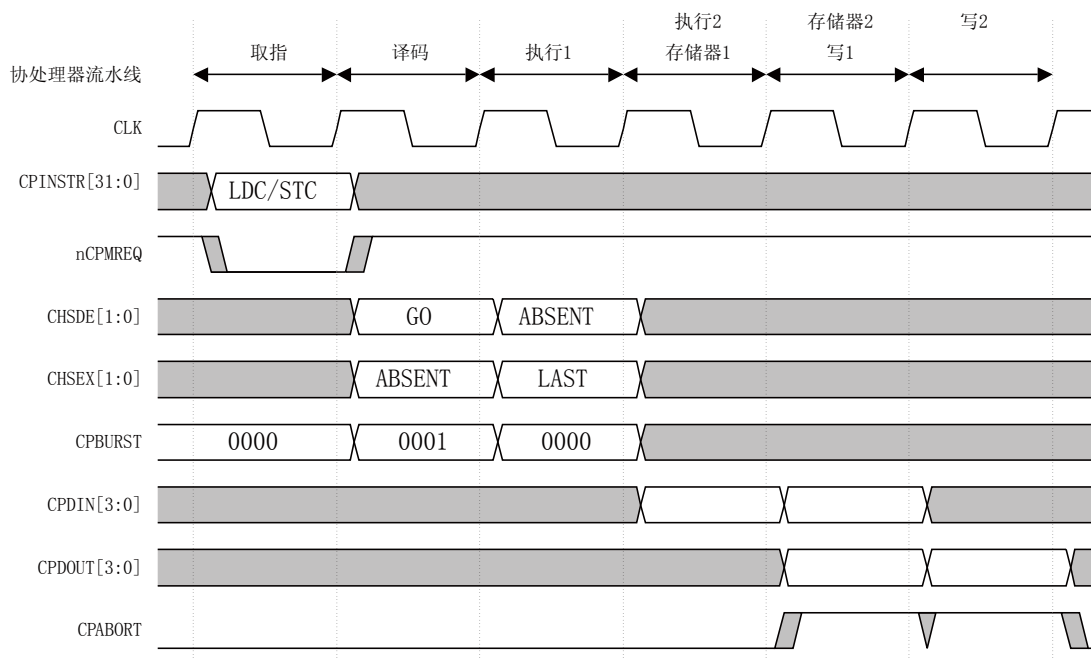 执行2 存储器2 写2
取指 译码 执行1 存储器1 写1
协处理器流水线
CLK
CPINSTR[31:0] LDC/STC
nCPMREQ
CHSDE[1:0] GO ABSENT
CHSEX[1:0] ABSENT LAST
CPBURST 0000 0001 0000
CPDIN[3:0]
CPDOUT[3:0]
CPABORT